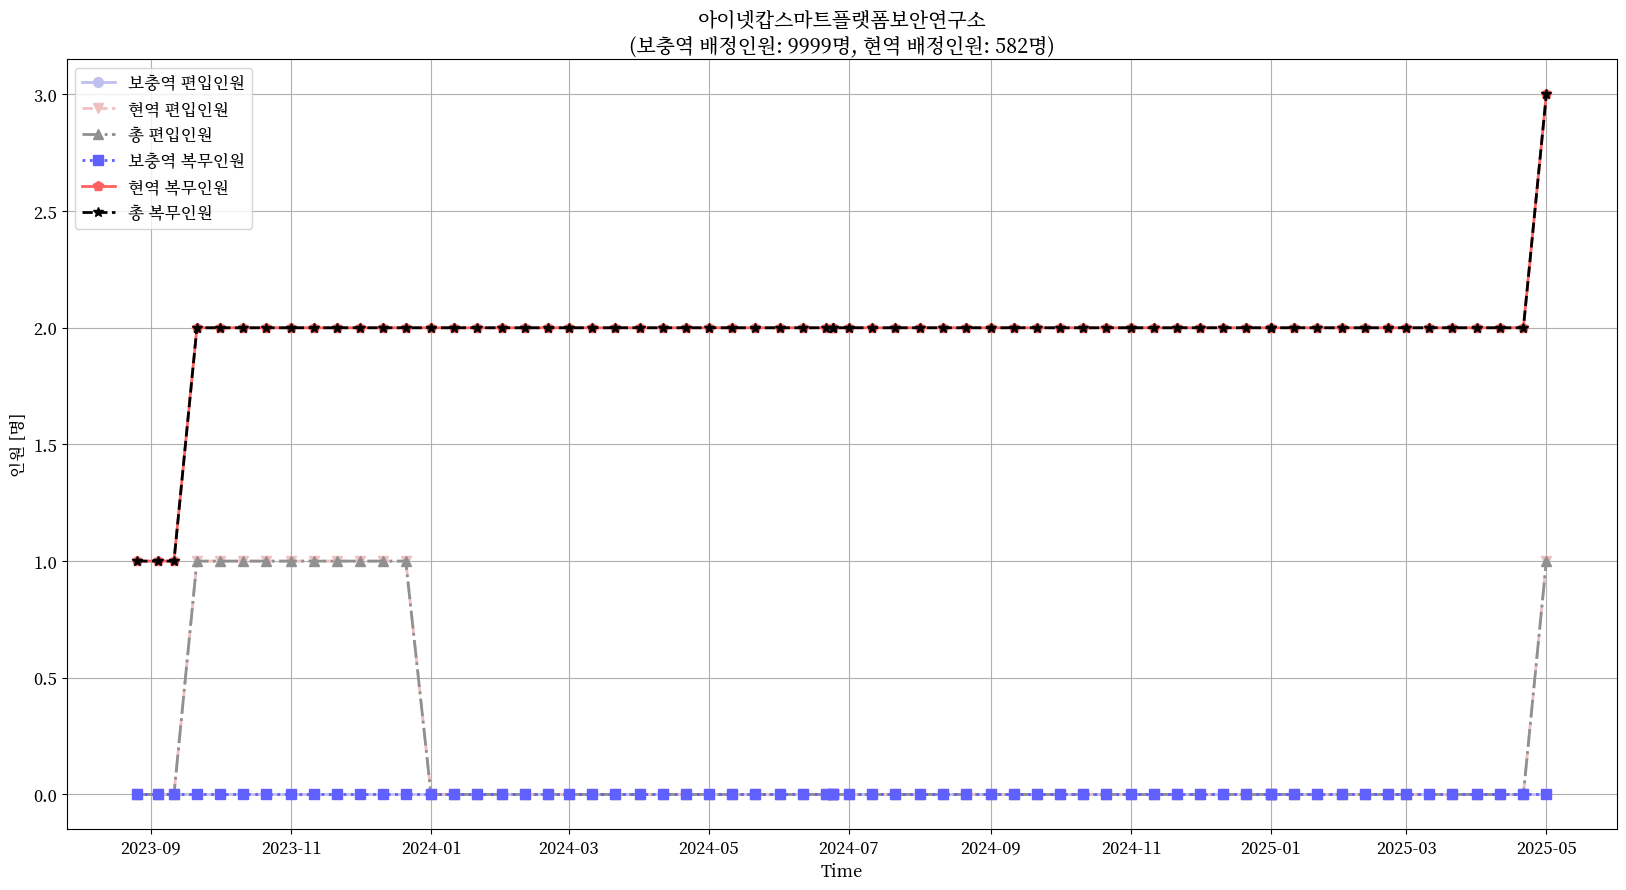 아이넷캅스마트플랫폼보안연구소
(보충역 배정인원: 9999명, 현역 배정인원: 582명)
보충역 편입인원
현역 편입인원
총 편입인원
보충역 복무인원
현역 복무인원
총 복무인원
인원 [명]
3.0
2.5
2.0
1.5
1.0
0.5
0.0
2023-09
2023-11
2024-01
2024-03
2024-05
2024-07
2024-09
2024-11
2025-01
2025-03
2025-05
Time